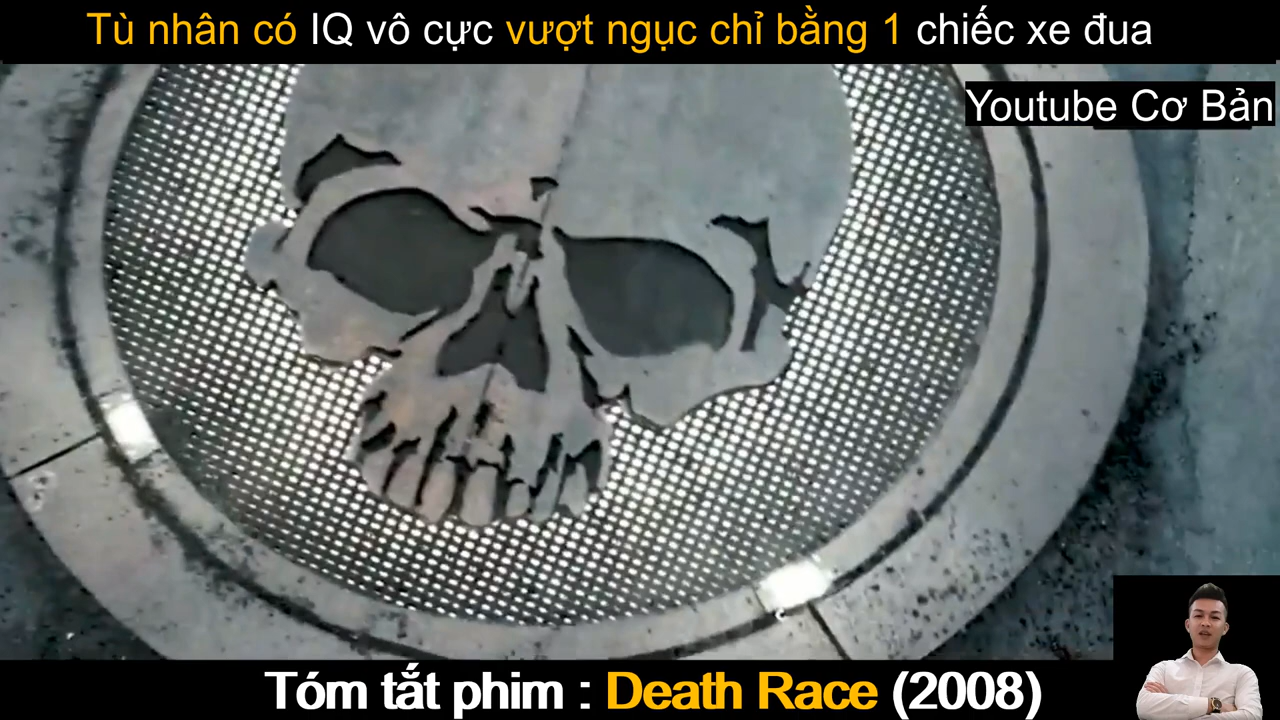 Tù nhân có IQ vô cực vượt ngục chỉ bằng 1 chiếc xe đua
Youtube Cơ Bản
Tóm tắt phim : Death Race (2008)